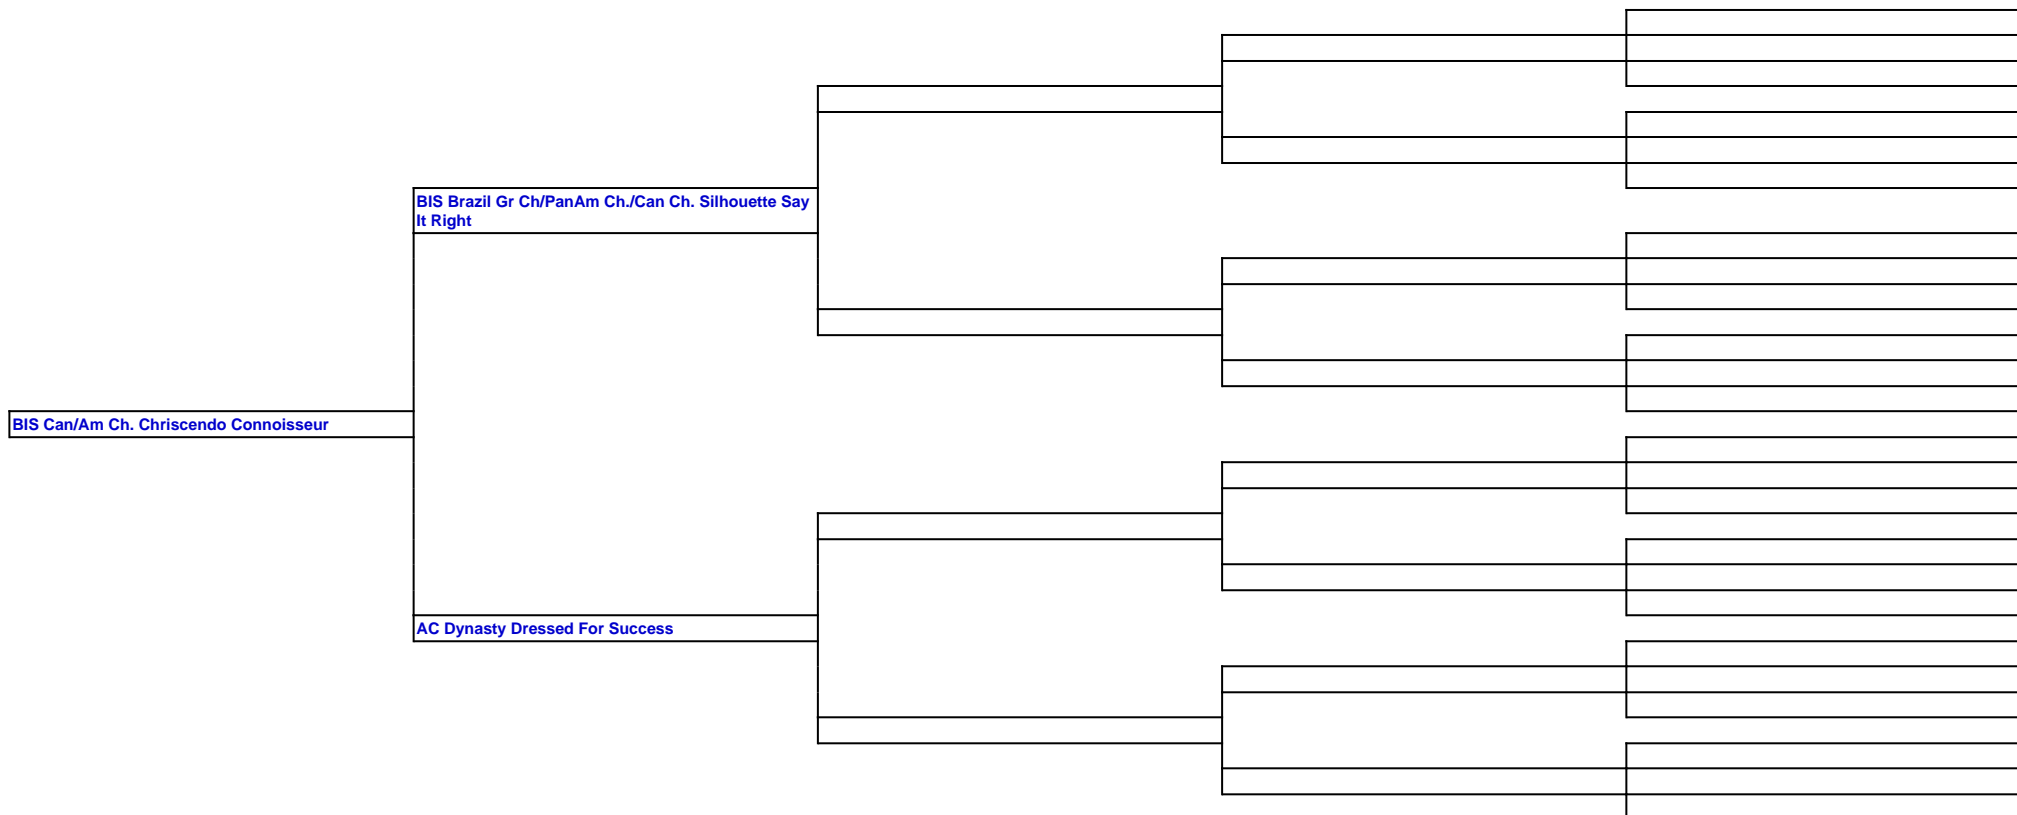 BIS Brazil Gr Ch/PanAm Ch./Can Ch. Silhouette Say
It Right
BIS Can/Am Ch. Chriscendo Connoisseur
AC Dynasty Dressed For Success